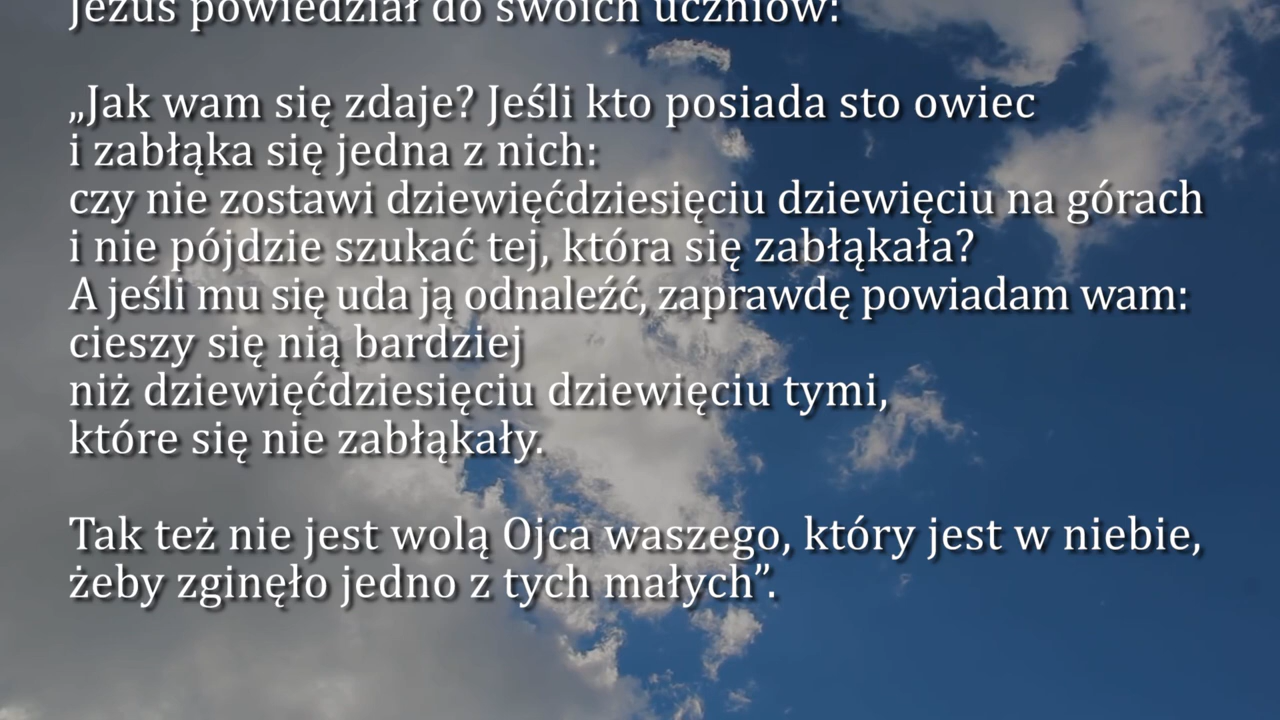 Jezus powiedział do swoich uczniów:
„Jak wam się zdaje? Jeśli kto posiada sto owiec
i zabłąka się jedna z nich:
czy nie zostawi dziewięćdziesięciu dziewięciu na górach
i nie pójdzie szukać tej, która się zabłąkała?
A jeśli mu się uda ją odnaleźć, zaprawdę powiadam wam:
cieszy się nią bardziej
niż dziewięćdziesięciu dziewięciu tymi,
które się nie zabłąkały.
Tak też nie jest wolą Ojca waszego, który jest w niebie,
żeby zginęło jedno z tych małych”.